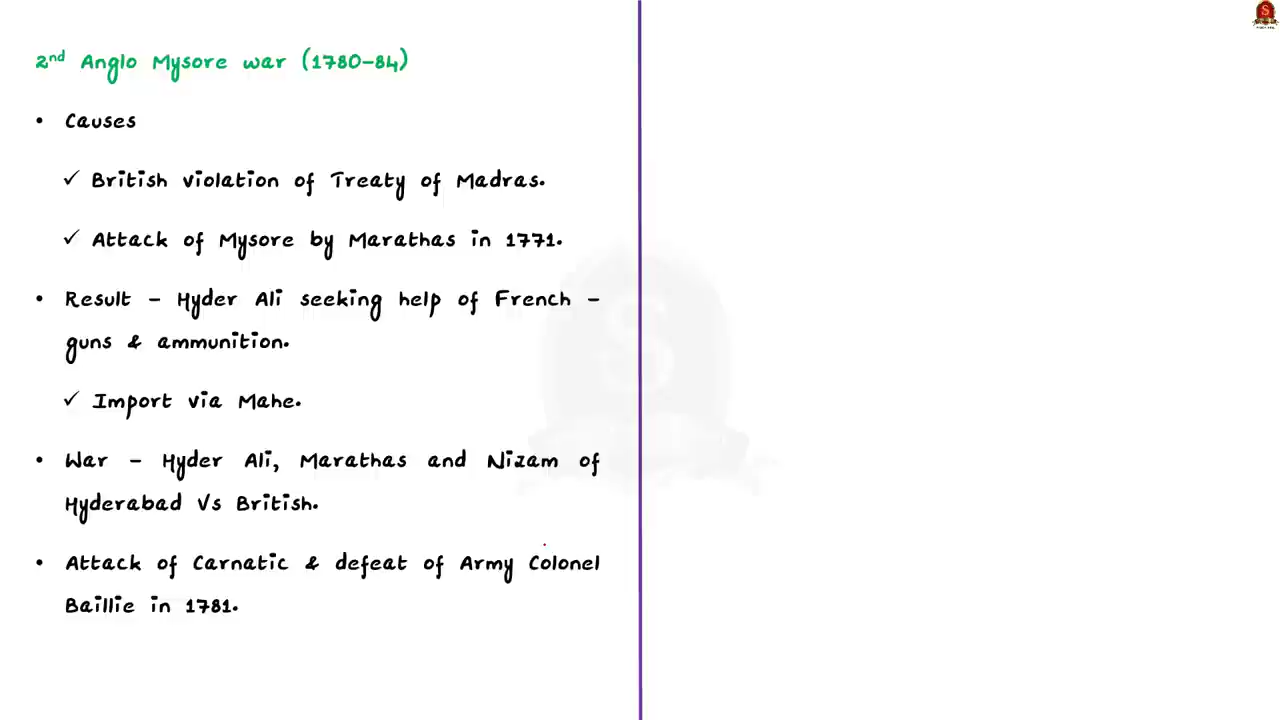 2nd Anglo Mysore war (1780-84)
• Causes
✓ British violation of Treaty of Madras.
✓ Attack of Mysore by Marathas in 1771.
• Result - Hyder Ali seeking help of French -
guns & ammunition.
✓ Import via Mahe.
• War - Hyder Ali, Marathas and Nizam of
Hyderabad Vs British.
• Attack of Carnatic & defeat of Army Colonel
Baillie in 1781.